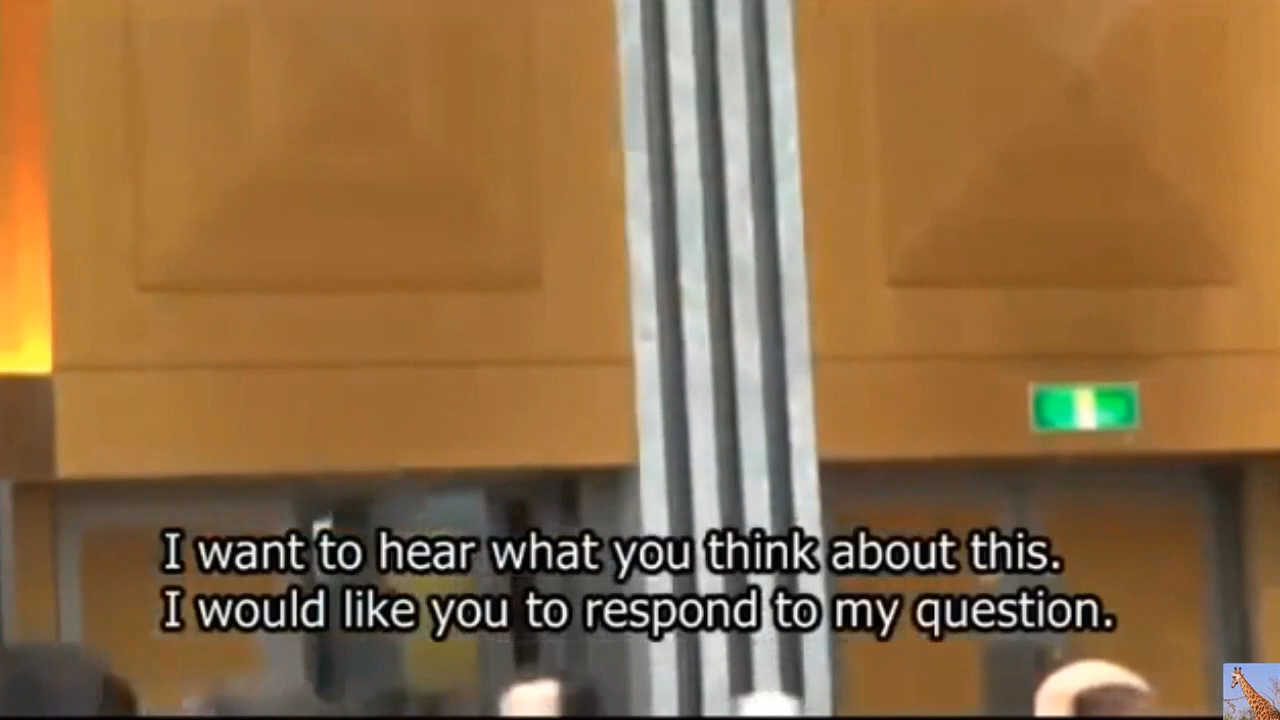 I want to hear what you think about this.
I would like you to respond to my question.